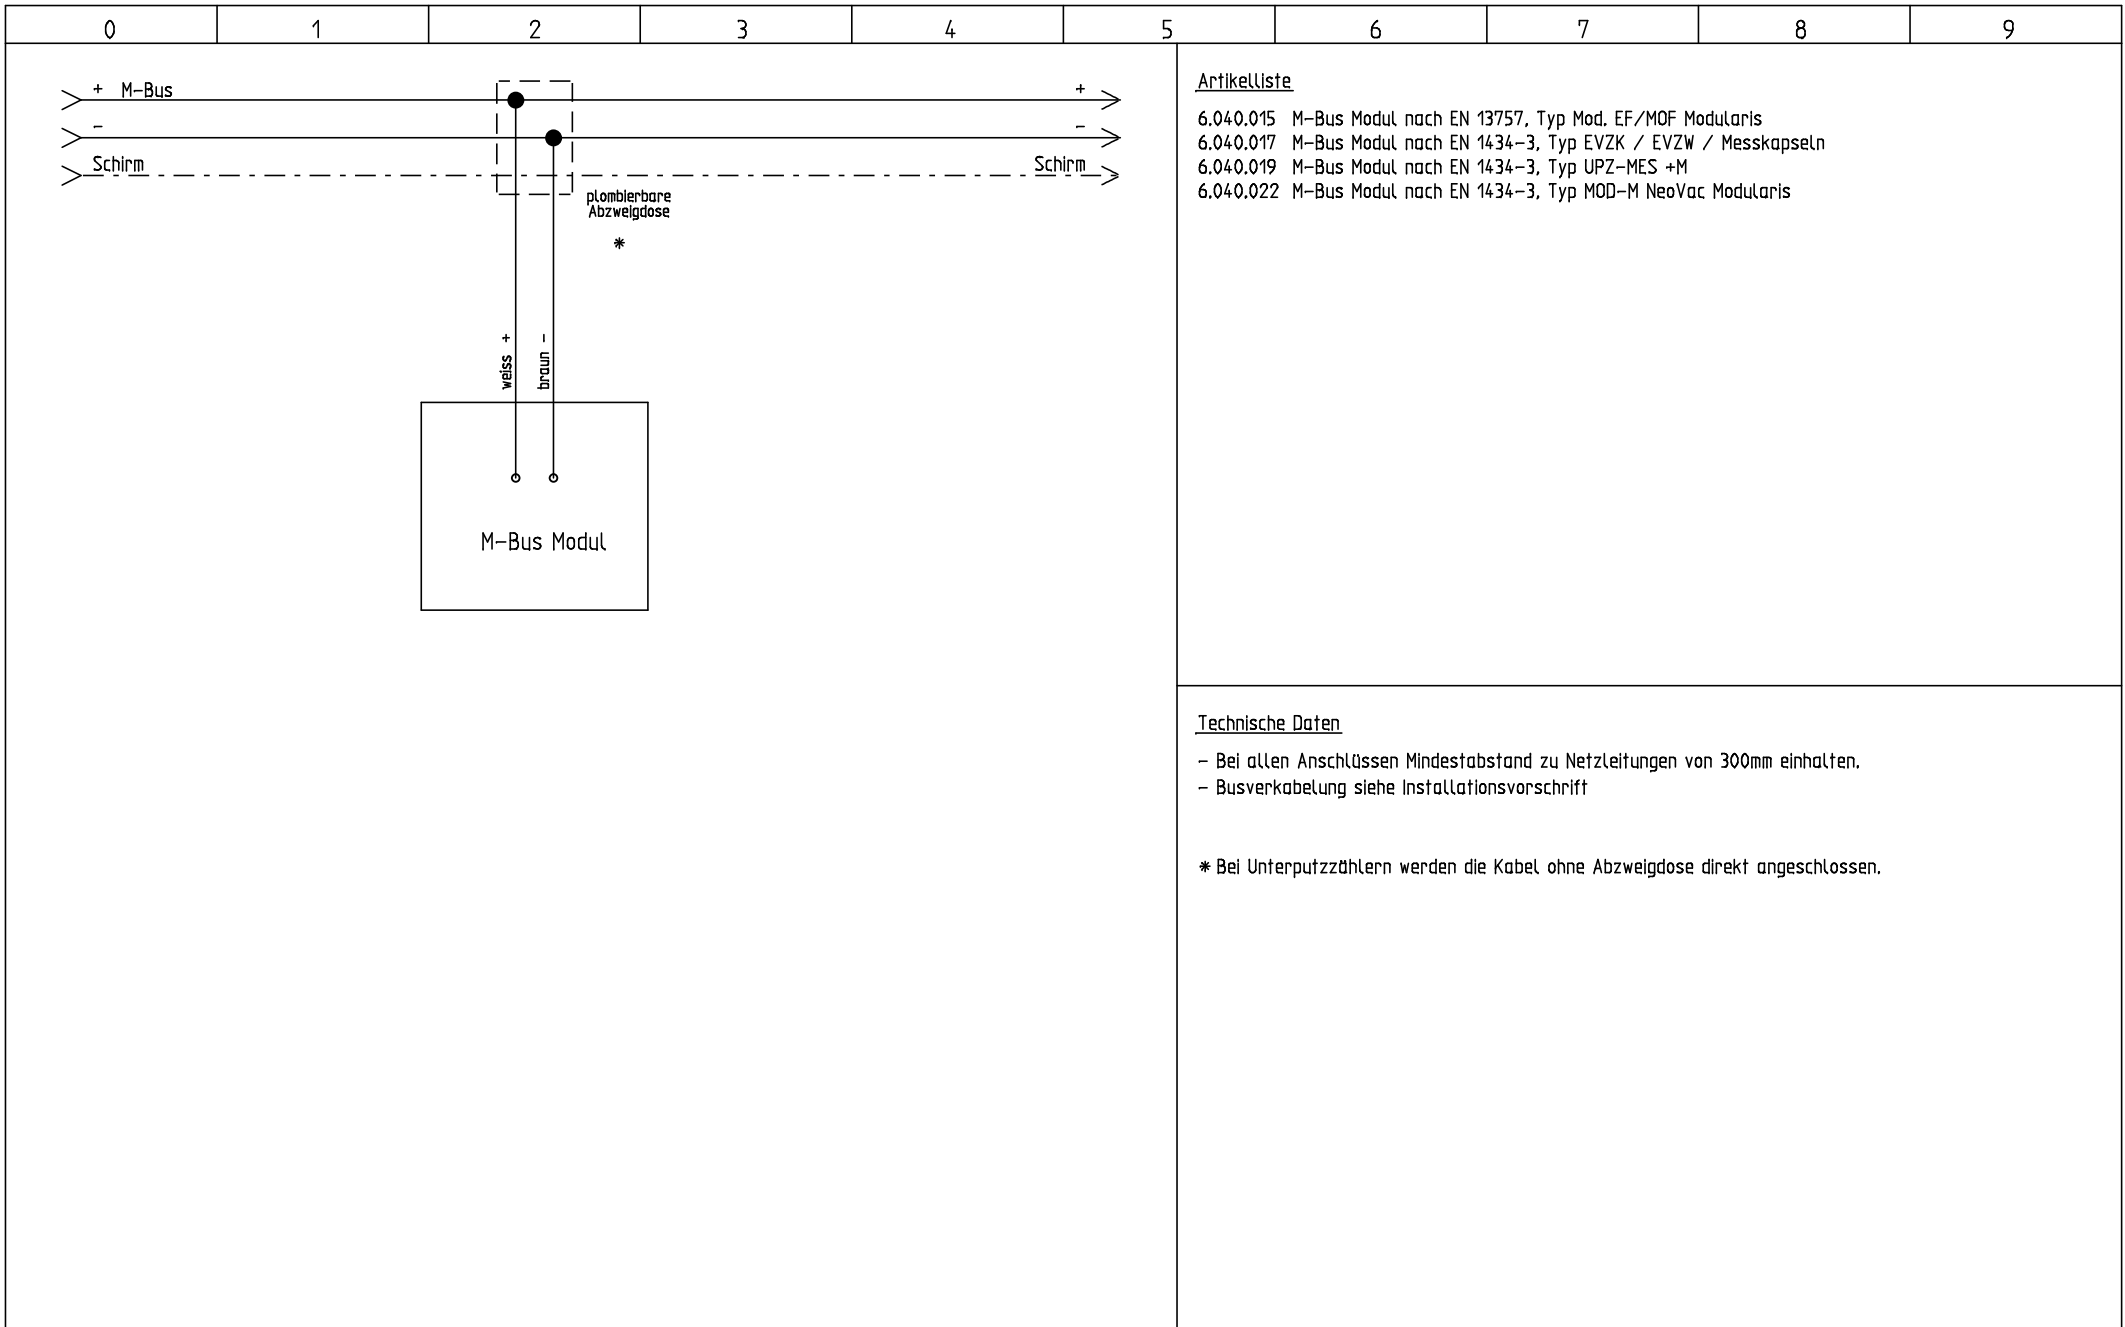 0 1 2 3 4 5 6 7 8 9
+ M-Bus +
- -
Schirm Schirm
plombierbare
Abzweigdose
*
weiss +
braun -
M-Bus Modul
Artikelliste
6.040.015 M-Bus Modul nach EN 13757, Typ Mod. EF/MOF Modularis
6.040.017 M-Bus Modul nach EN 1434-3, Typ EVZK / EVZW / Messkapseln
6.040.019 M-Bus Modul nach EN 1434-3, Typ UPZ-MES +M
6.040.022 M-Bus Modul nach EN 1434-3, Typ MOD-M NeoVac Modularis
Technische Daten
- Bei allen Anschlüssen Mindestabstand zu Netzleitungen von 300mm einhalten.
- Busverkabelung siehe Installationsvorschrift
* Bei Unterputzzählern werden die Kabel ohne Abzweigdose direkt angeschlossen.